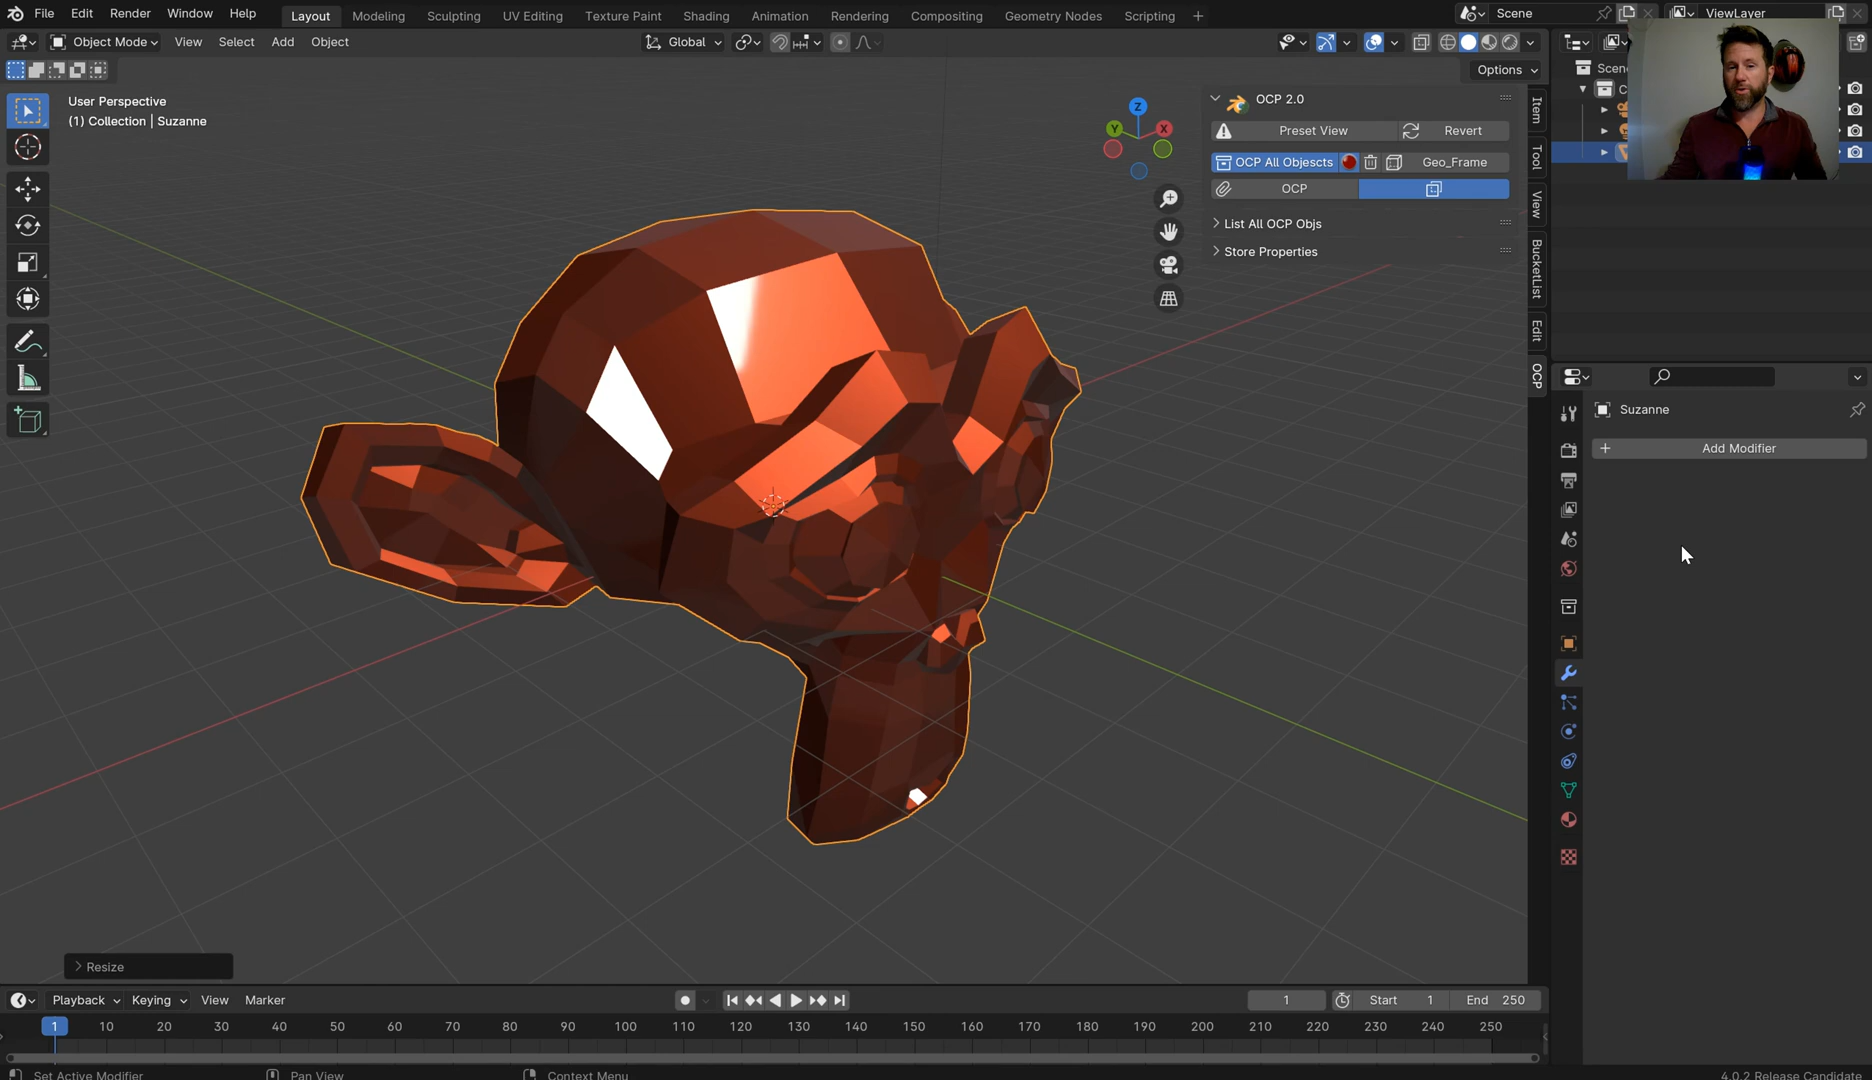 File Edit Render Window Help Layout Modeling Sculpting UV Editing Texture Paint Shading Animation Rendering Compositing Geometry Nodes Scripting + Scene ViewLayer
Object Mode View Select Add Object Global
Options
User Perspective
(1) Collection | Suzanne
OCP 2.0
Preset View Revert
OCP All Objescts Geo_Frame
OCP
List All OCP Objs
Store Properties
Z
Y
X
Item
Tool
View
BucketList
Edit
OCP
Suzanne
Add Modifier
Resize
Playback Keying View Marker 1 Start 1 End 250
1 10 20 30 40 50 60 70 80 90 100 110 120 130 140 150 160 170 180 190 200 210 220 230 240 250
Set Active Modifier Pan View Context Menu 4.0.2 Release Candidate